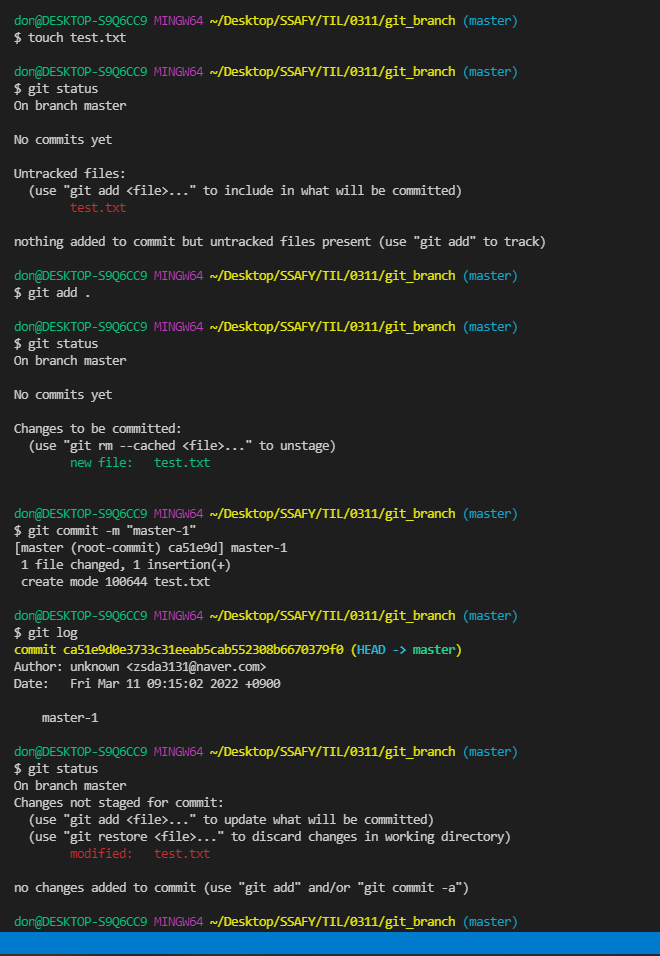 don@DESKTOP-S9Q6CC9 MINGW64 ~/Desktop/SSAFY/TIL/0311/git_branch (master)
$ touch test.txt
don@DESKTOP-S9Q6CC9 MINGW64 ~/Desktop/SSAFY/TIL/0311/git_branch (master)
$ git status
On branch master
No commits yet
Untracked files:
  (use "git add <file>..." to include in what will be committed)
        test.txt
nothing added to commit but untracked files present (use "git add" to track)
don@DESKTOP-S9Q6CC9 MINGW64 ~/Desktop/SSAFY/TIL/0311/git_branch (master)
$ git add .
don@DESKTOP-S9Q6CC9 MINGW64 ~/Desktop/SSAFY/TIL/0311/git_branch (master)
$ git status
On branch master
No commits yet
Changes to be committed:
  (use "git rm --cached <file>..." to unstage)
        new file:   test.txt
don@DESKTOP-S9Q6CC9 MINGW64 ~/Desktop/SSAFY/TIL/0311/git_branch (master)
$ git commit -m "master-1"
[master (root-commit) ca51e9d] master-1
 1 file changed, 1 insertion(+)
 create mode 100644 test.txt
don@DESKTOP-S9Q6CC9 MINGW64 ~/Desktop/SSAFY/TIL/0311/git_branch (master)
$ git log
commit ca51e9d0e3733c31eeab5cab552308b6670379f0 (HEAD -> master)
Author: unknown <zsda3131@naver.com>
Date:   Fri Mar 11 09:15:02 2022 +0900
    master-1
don@DESKTOP-S9Q6CC9 MINGW64 ~/Desktop/SSAFY/TIL/0311/git_branch (master)
$ git status
On branch master
Changes not staged for commit:
  (use "git add <file>..." to update what will be committed)
  (use "git restore <file>..." to discard changes in working directory)
        modified:   test.txt
no changes added to commit (use "git add" and/or "git commit -a")
don@DESKTOP-S9Q6CC9 MINGW64 ~/Desktop/SSAFY/TIL/0311/git_branch (master)